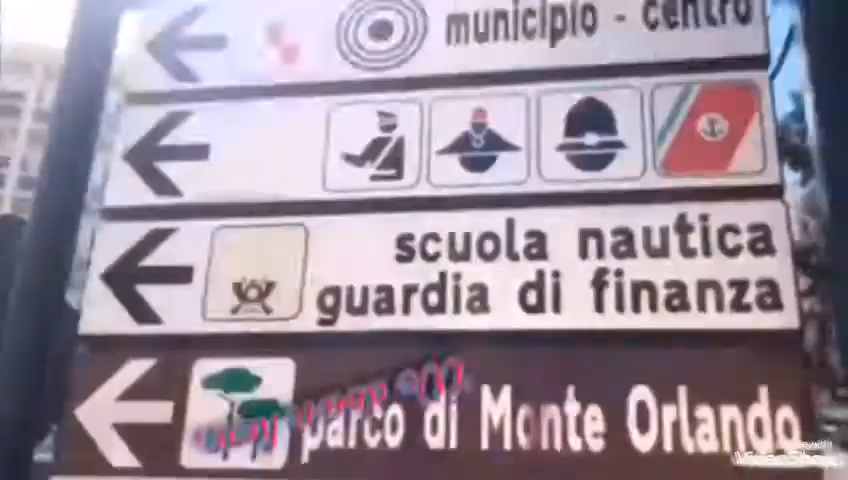 municipio - centro
scuola nautica
guardia di finanza
parco di Monte Orlando